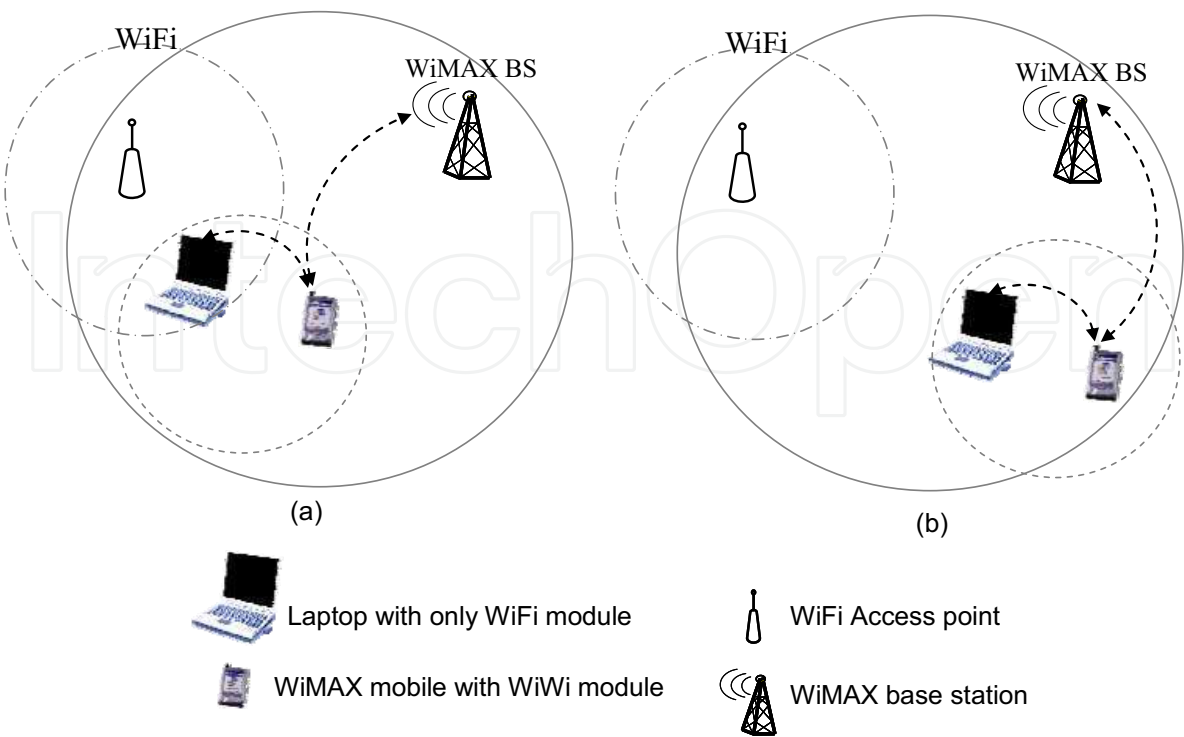 WiFi
WiMAX BS
WiFi
WiMAX BS
IntechOpen
(a)
(b)
Laptop with only WiFi module
WiFi Access point
WiMAX mobile with WiWi module
WiMAX base station